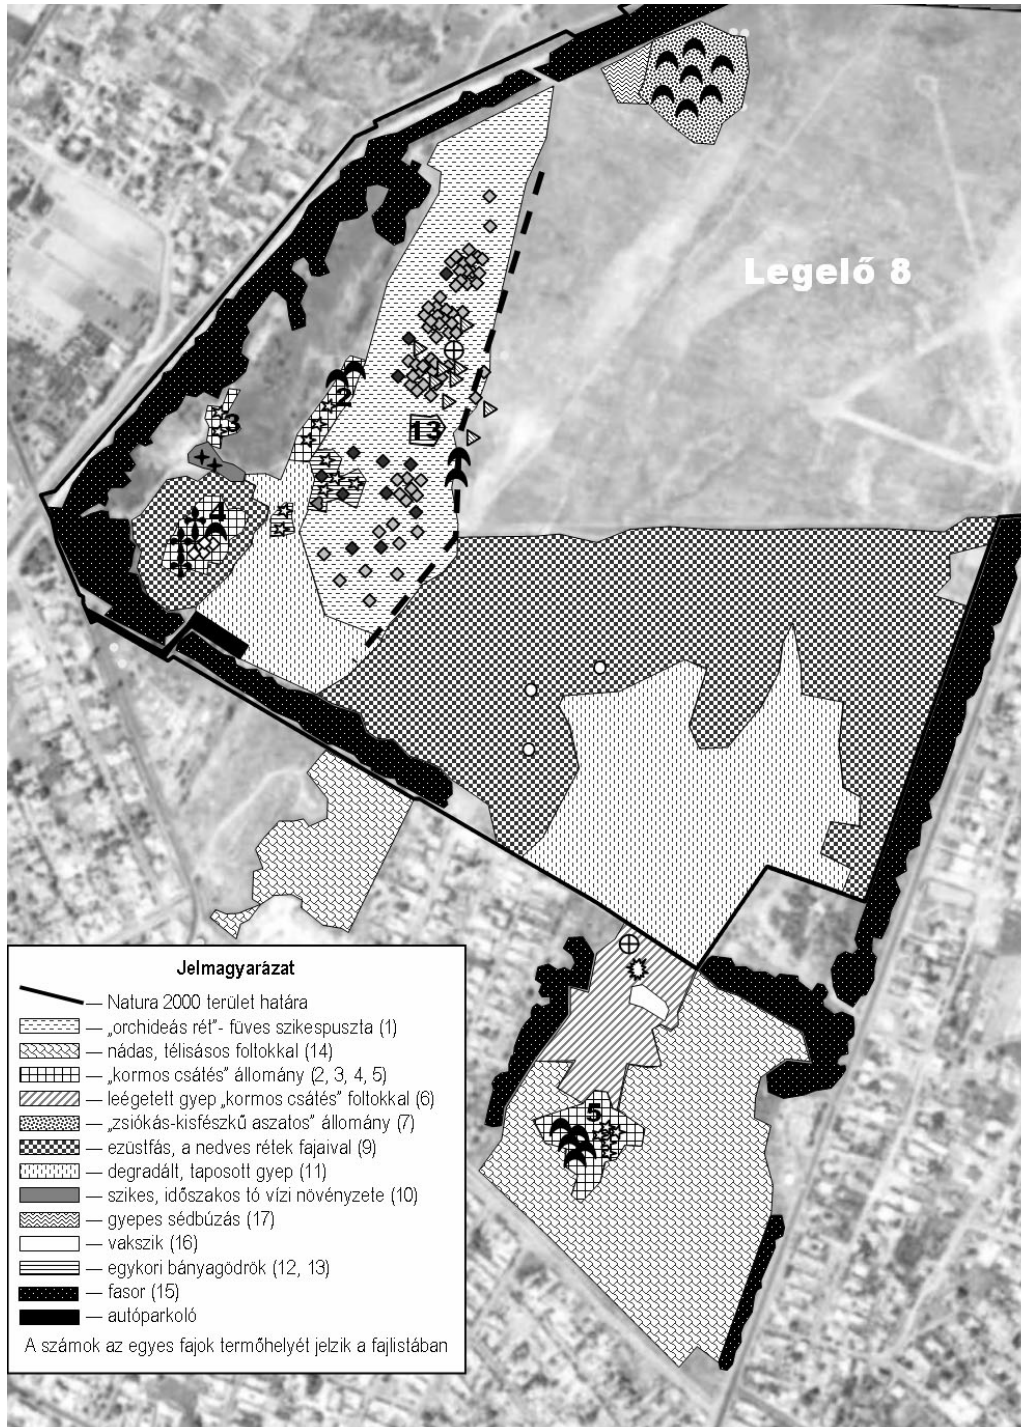 Legelő 8
2
3
13
4
5
Jelmagyarázat
— Natura 2000 terület határa
— „orchideás rét”- füves szikespuszta (1)
— nádas, télisásos foltokkal (14)
— „kormos csátés” állomány (2, 3, 4, 5)
— leégetett gyep „kormos csátés” foltokkal (6)
— „zsiókás-kisfészkű aszatos” állomány (7)
— ezüstfás, a nedves rétek fajaival (9)
— degradált, taposott gyep (11)
— szikes, időszakos tó vízi növényzete (10)
— gyepes sédbúzás (17)
— vakszik (16)
— egykori bányagödrök (12, 13)
— fasor (15)
— autóparkoló
A számok az egyes fajok termőhelyét jelzik a fajlistában